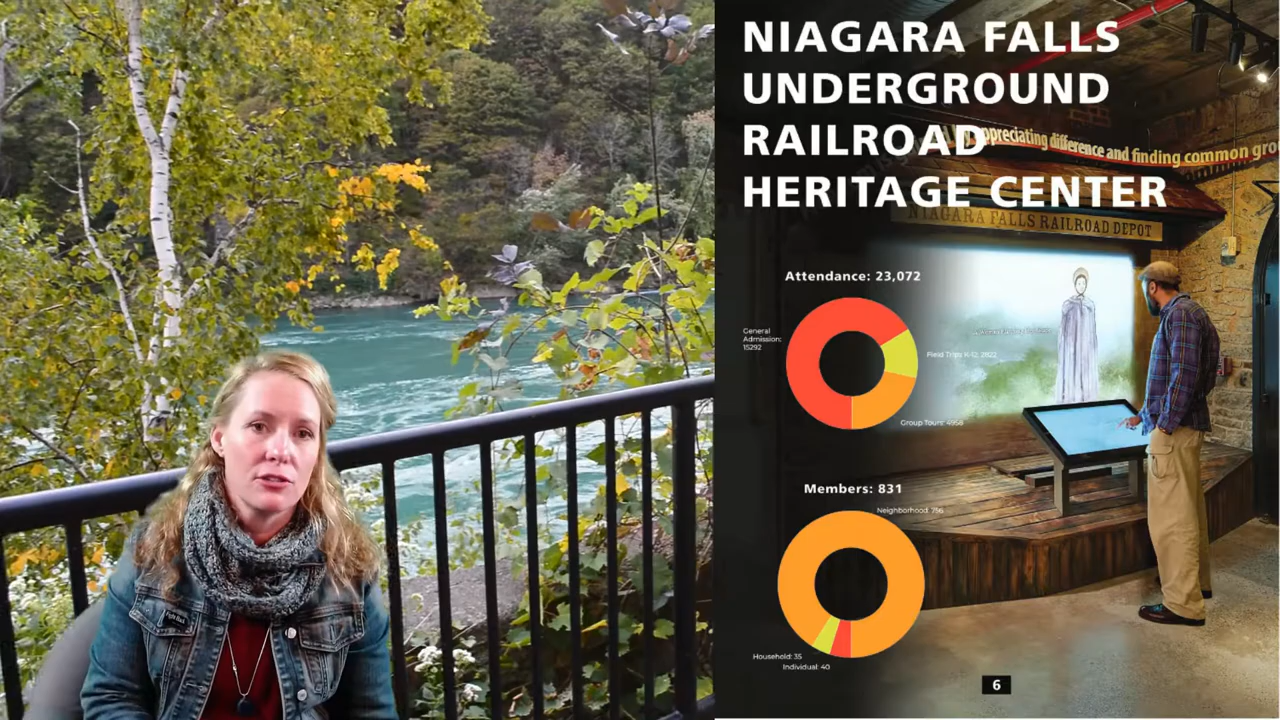 NIAGARA FALLS
UNDERGROUND
RAILROAD
HERITAGE CENTER
appreciating difference and finding common gro
NIAGARA FALLS RAILROAD DEPOT
Attendance: 23,072
General
Admission:
15292
Field Trips K-12: 2822
Group Tours: 4958
Members: 831
Neighborhood: 756
Household: 35
Individual: 40
6